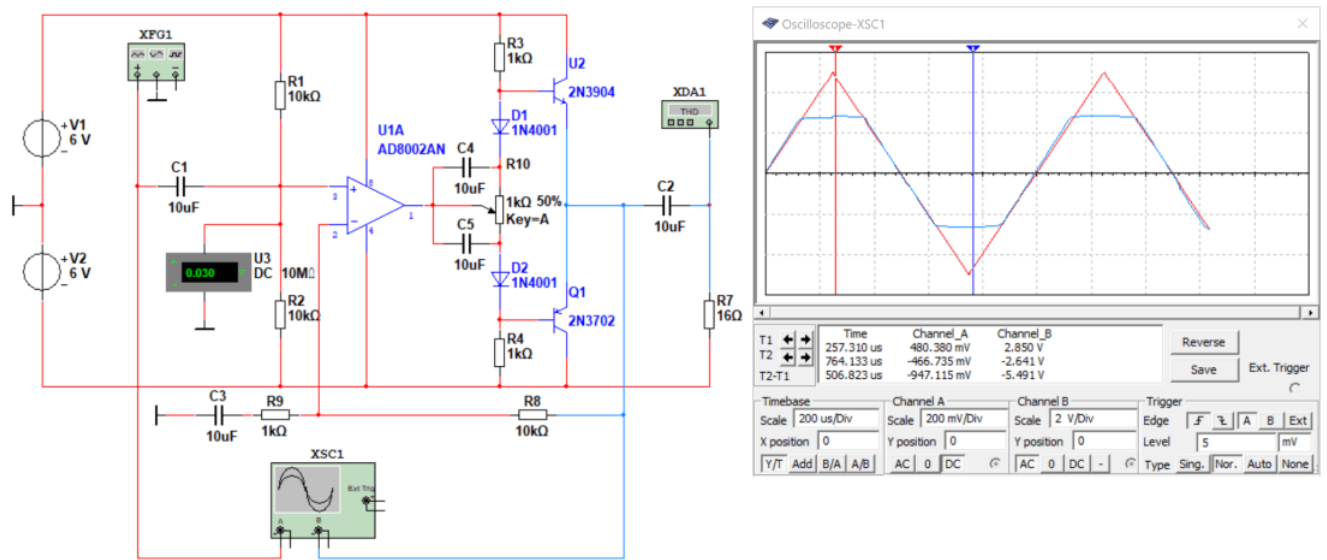 XFG1
V1
6 V
V2
6 V
C1
10uF
R1
10kΩ
U3
DC 10MΩ
0.030
R2
10kΩ
U1A
AD8002AN
3
2
8
4
1
C4
10uF
C5
10uF
R3
1kΩ
D1
1N4001
R10
1kΩ 50%
Key=A
D2
1N4001
R4
1kΩ
U2
2N3904
Q1
2N3702
C2
10uF
XDA1
THD
R7
16Ω
C3
10uF
R9
1kΩ
R8
10kΩ
XSC1
Ext Trig
A
B
Oscilloscope-XSC1
Time Channel_A Channel_B
T1 257.310 us 480.380 mV 2.850 V
T2 764.133 us -466.735 mV -2.641 V
T2-T1 506.823 us -947.115 mV -5.491 V
Reverse
Save
Ext. Trigger
Timebase
Scale 200 us/Div
X position 0
Y/T Add B/A A/B
Channel A
Scale 200 mV/Div
Y position 0
AC 0 DC
Channel B
Scale 2 V/Div
Y position 0
AC 0 DC -
Trigger
Edge A B Ext
Level 5 mV
Type Sing. Nor. Auto None